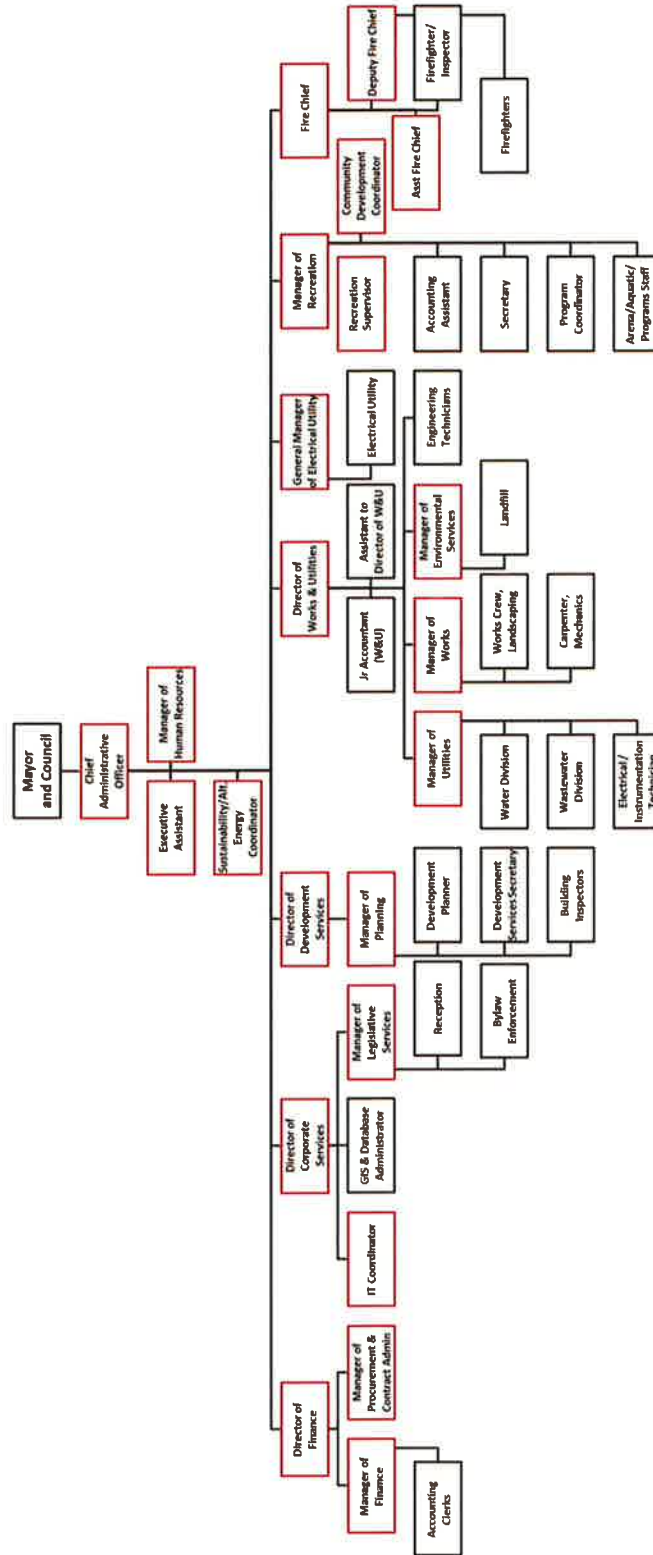 Mayor
and Council
Chief
Administrative
Officer
Executive
Assistant
Manager of
Human Resources
Sustainability/Alt.
Energy
Coordinator
Director of
Finance
Director of
Corporate
Services
Director of
Development
Services
Director of
Works & Utilities
General Manager
of Electrical Utility
Manager of
Recreation
Fire Chief
Manager of
Finance
Manager of
Procurement &
Contract Admin
Accounting
Clerks
IT Coordinator
GIS & Database
Administrator
Manager of
Legislative
Services
Reception
Bylaw
Enforcement
Manager of
Planning
Development
Planner
Development
Services Secretary
Building
Inspectors
Jr Accountant
(W&U)
Assistant to
Director of W&U
Manager of
Utilities
Manager of
Works
Manager of
Environmental
Services
Engineering
Technicians
Water Division
Wastewater
Division
Electrical /
Instrumentation
Technician
Works Crew,
Landscaping
Carpenter,
Mechanics
Landfill
Electrical Utility
Recreation
Supervisor
Community
Development
Coordinator
Accounting
Assistant
Secretary
Program
Coordinator
Arena/Aquatic/
Programs Staff
Deputy Fire Chief
Asst Fire Chief
Firefighter/
Inspector
Firefighters